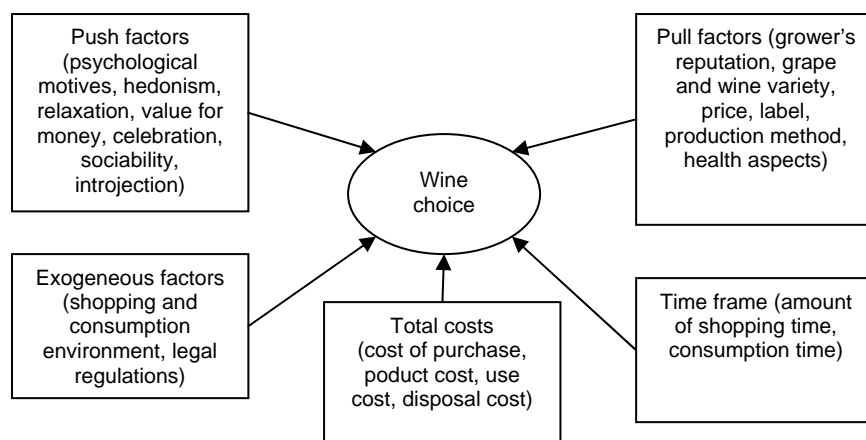 Push factors
(psychological
motives, hedonism,
relaxation, value for
money, celebration,
sociability,
introjection)
Pull factors (grower’s
reputation, grape
and wine variety,
price, label,
production method,
health aspects)
Wine
choice
Exogeneous factors
(shopping and
consumption
environment, legal
regulations)
Total costs
(cost of purchase,
poduct cost, use
cost, disposal cost)
Time frame (amount
of shopping time,
consumption time)